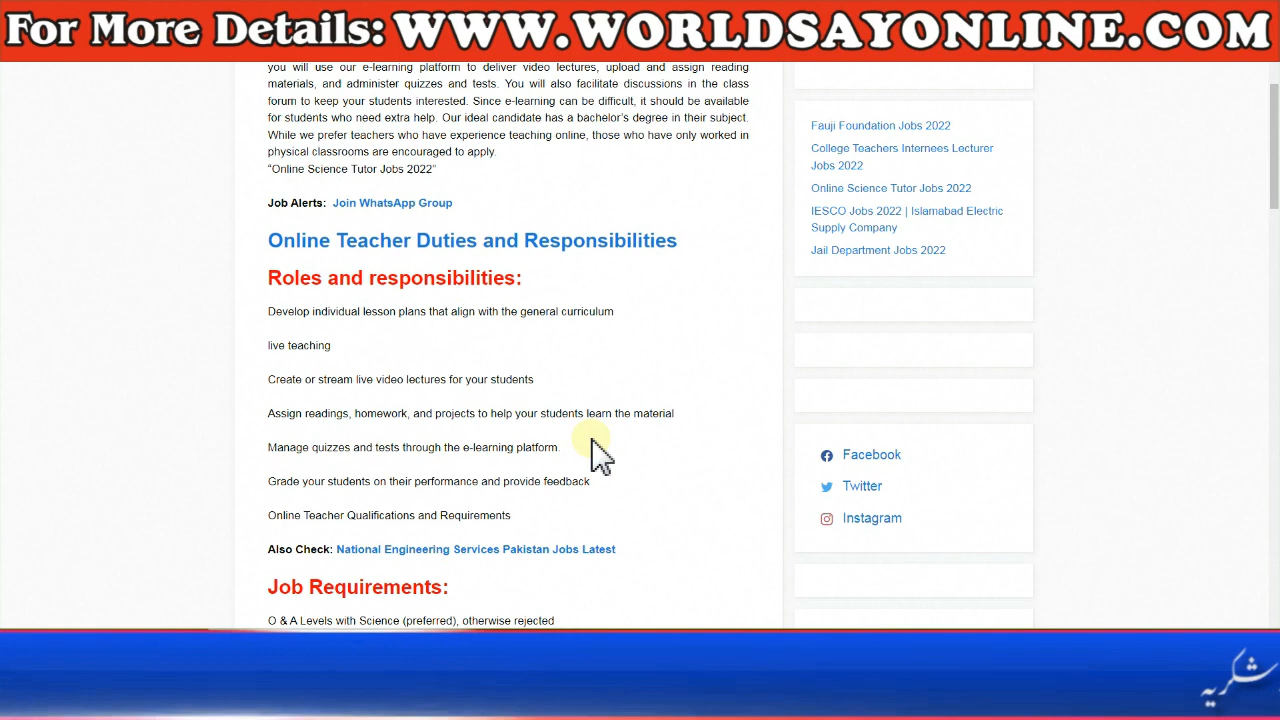 For More Details: WWW.WORLDSAYONLINE.COM
you will use our e-learning platform to deliver video lectures, upload and assign reading
materials, and administer quizzes and tests. You will also facilitate discussions in the class
forum to keep your students interested. Since e-learning can be difficult, it should be available
for students who need extra help. Our ideal candidate has a bachelor’s degree in their subject.
While we prefer teachers who have experience teaching online, those who have only worked in
physical classrooms are encouraged to apply.
“Online Science Tutor Jobs 2022”
Job Alerts: Join WhatsApp Group
Online Teacher Duties and Responsibilities
Roles and responsibilities:
Develop individual lesson plans that align with the general curriculum
live teaching
Create or stream live video lectures for your students
Assign readings, homework, and projects to help your students learn the material
Manage quizzes and tests through the e-learning platform.
Grade your students on their performance and provide feedback
Online Teacher Qualifications and Requirements
Also Check: National Engineering Services Pakistan Jobs Latest
Job Requirements:
O & A Levels with Science (preferred), otherwise rejected
Fauji Foundation Jobs 2022
College Teachers Internees Lecturer
Jobs 2022
Online Science Tutor Jobs 2022
IESCO Jobs 2022 | Islamabad Electric
Supply Company
Jail Department Jobs 2022
Facebook
Twitter
Instagram
شکریہ